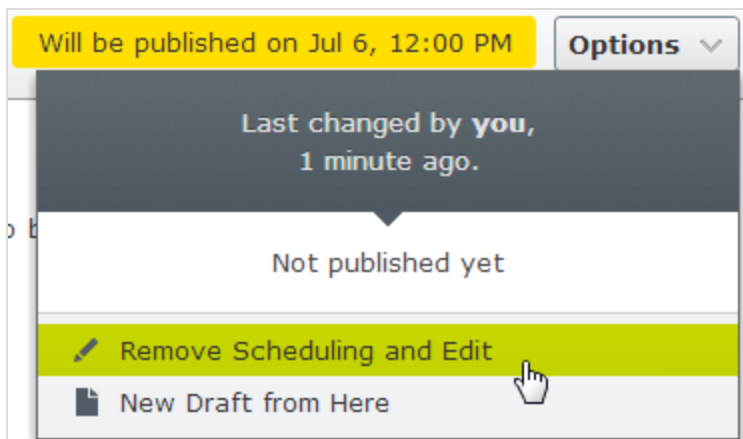 Will be published on Jul 6, 12:00 PM
Options
Last changed by you,
1 minute ago.
Not published yet
Remove Scheduling and Edit
New Draft from Here